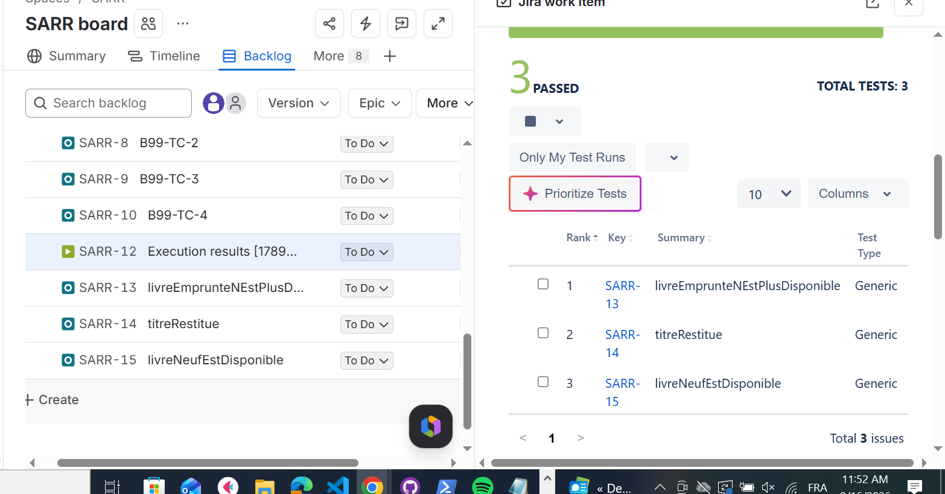 Spaces / SARR
Jira work item
SARR board
Summary
Timeline
Backlog
More 8
Search backlog
Version
Epic
More
SARR-8 B99-TC-2 To Do
SARR-9 B99-TC-3 To Do
SARR-10 B99-TC-4 To Do
SARR-12 Execution results [1789... To Do
SARR-13 livreEmprunteNEstPlusD... To Do
SARR-14 titreRestitue To Do
SARR-15 livreNeufEstDisponible To Do
+ Create
3 PASSED
TOTAL TESTS: 3
Only My Test Runs
Prioritize Tests
10
Columns
Rank Key Summary Test
Type
1 SARR-
13 livreEmprunteNEstPlusDisponible Generic
2 SARR-
14 titreRestitue Generic
3 SARR-
15 livreNeufEstDisponible Generic
< 1 >
Total 3 issues
« De...
FRA
11:52 AM